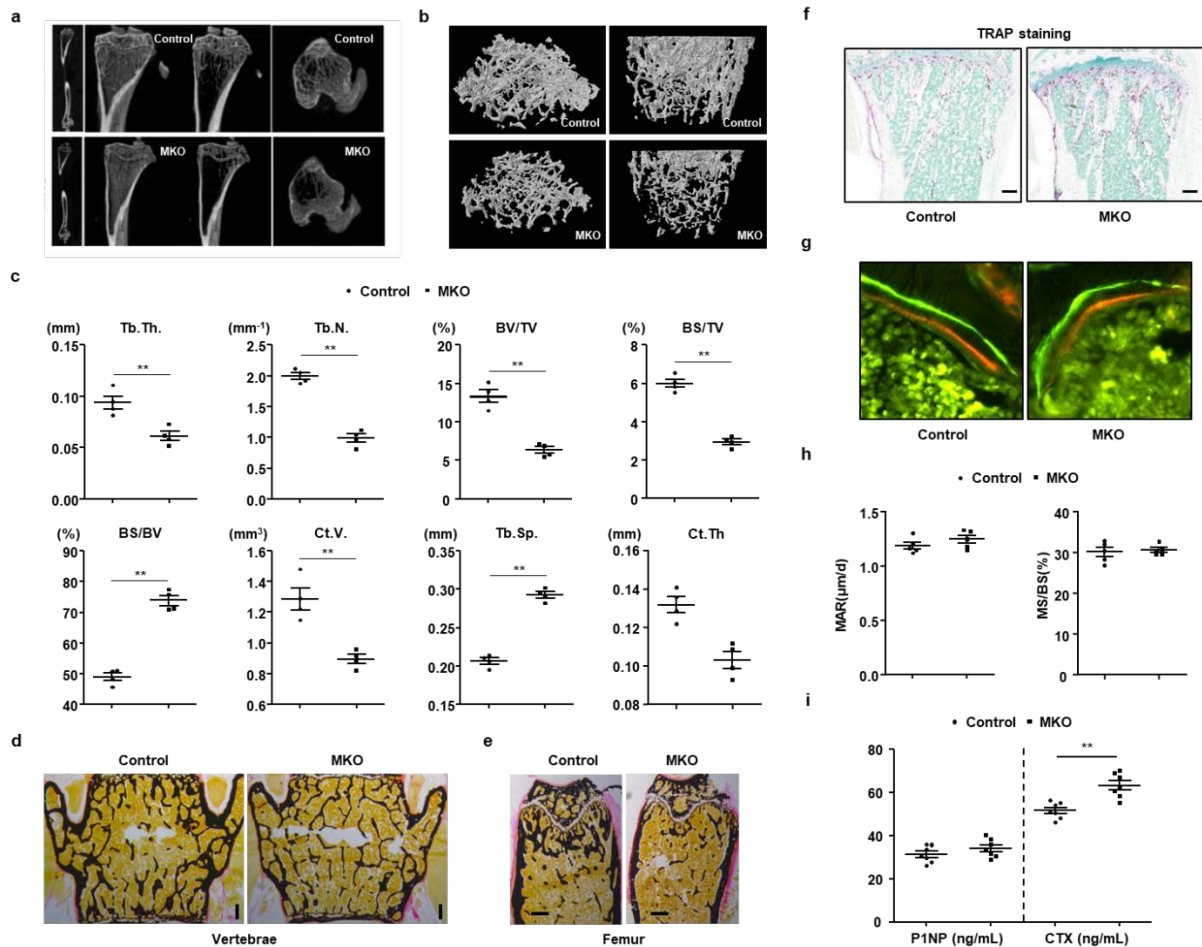 a
Control
Control
MKO
MKO
b
Control
Control
MKO
MKO
c
● Control ■ MKO
(mm) Tb.Th.
0.15
0.10
0.05
0.00
**
(mm⁻¹) Tb.N.
2.5
2.0
1.5
1.0
0.5
0.0
**
(%) BV/TV
20
15
10
5
0
**
(%) BS/TV
8
6
4
2
0
**
(%) BS/BV
90
80
70
60
50
40
**
(mm³) Ct.V.
1.6
1.4
1.2
1.0
0.8
0.6
**
(mm) Tb.Sp.
0.35
0.30
0.25
0.20
0.15
**
(mm) Ct.Th
0.16
0.14
0.12
0.10
0.08
d
Control MKO
Vertebrae
e
Control MKO
Femur
f
TRAP staining
Control MKO
g
Control MKO
h
● Control ■ MKO
MAR(μm/d)
1.5
1.0
0.5
0.0
MS/BS(%)
40
30
20
10
0
i
● Control ■ MKO
80
60
40
20
0
**
P1NP (ng/mL) CTX (ng/mL)